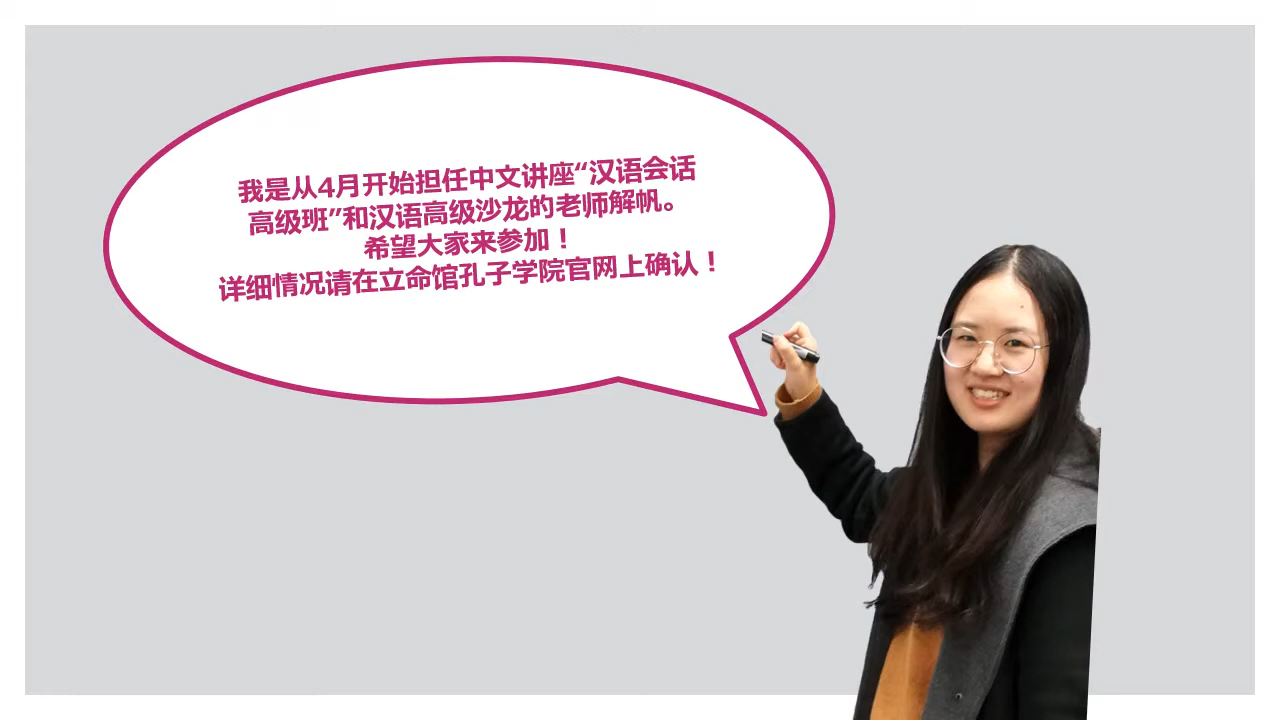 我是从4月开始担任中文讲座“汉语会话
高级班”和汉语高级沙龙的老师解帆。
希望大家来参加！
详细情况请在立命馆孔子学院官网上确认！